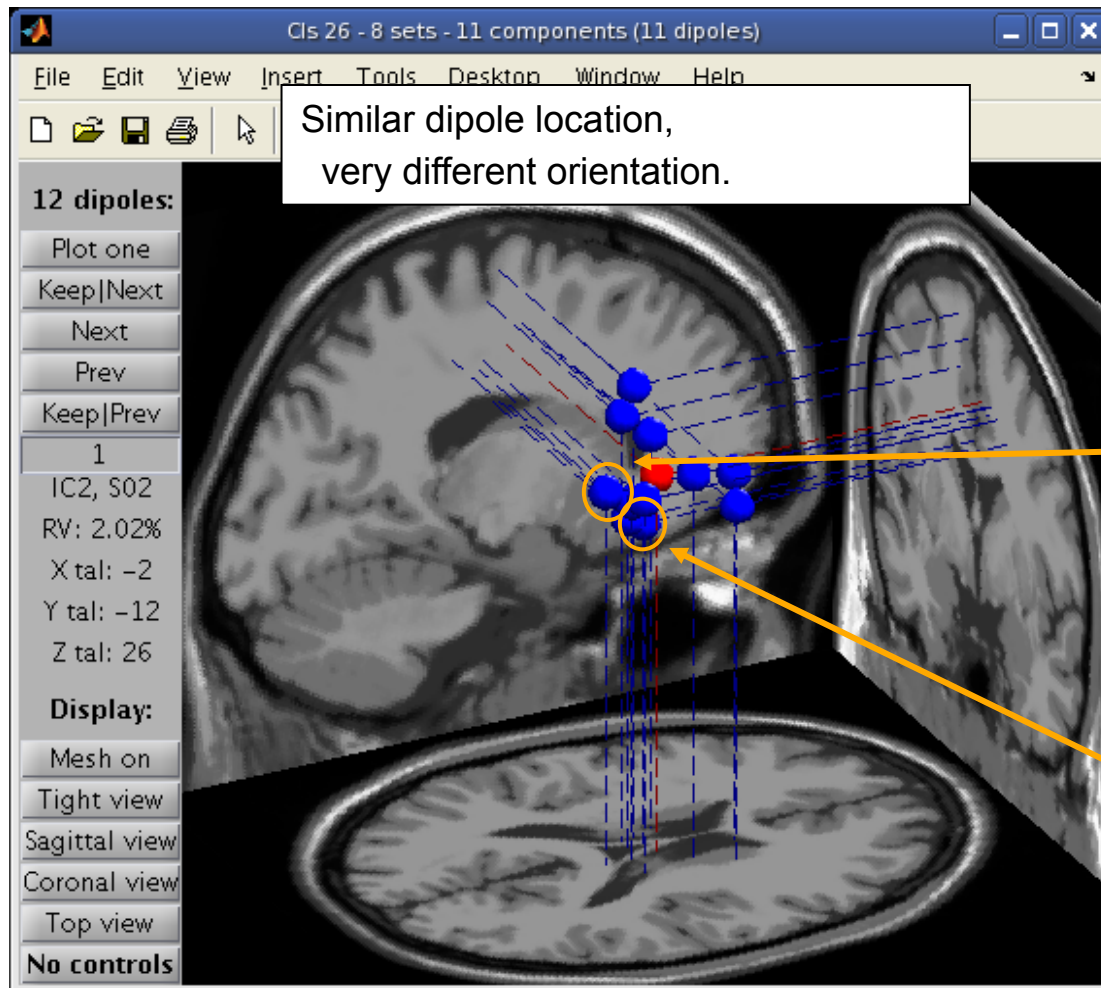 Cls 26 - 8 sets - 11 components (11 dipoles)
File Edit View Insert Tools Desktop Window Help
Similar dipole location,
very different orientation.
12 dipoles:
Plot one
Keep|Next
Next
Prev
Keep|Prev
1
IC2, S02
RV: 2.02%
X tal: −2
Y tal: −12
Z tal: 26
Display:
Mesh on
Tight view
Sagittal view
Coronal view
Top view
No controls